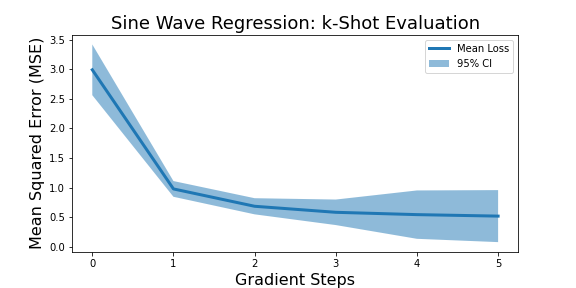 Sine Wave Regression: k-Shot Evaluation
Mean Squared Error (MSE)
3.5
3.0
2.5
2.0
1.5
1.0
0.5
0.0
Mean Loss
95% CI
0 1 2 3 4 5
Gradient Steps